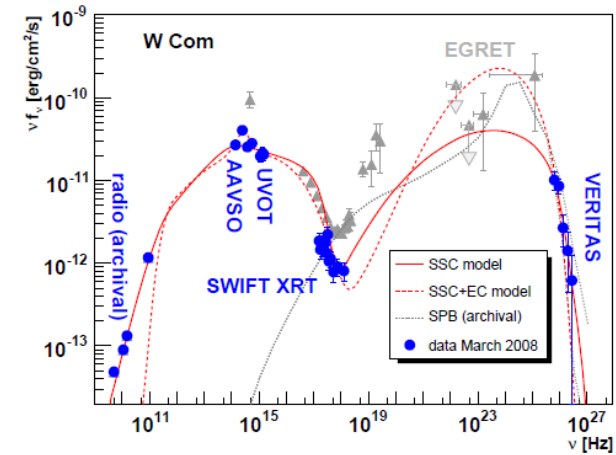 W Com
EGRET
10⁻⁹
10⁻¹⁰
10⁻¹¹
10⁻¹²
10⁻¹³
ν fᵥ [erg/cm²/s]
radio (archival)
AAVSO
UVOT
SWIFT XRT
VERITAS
SSC model
SSC+EC model
SPB (archival)
data March 2008
10¹¹
10¹⁵
10¹⁹
10²³
10²⁷
ν [Hz]